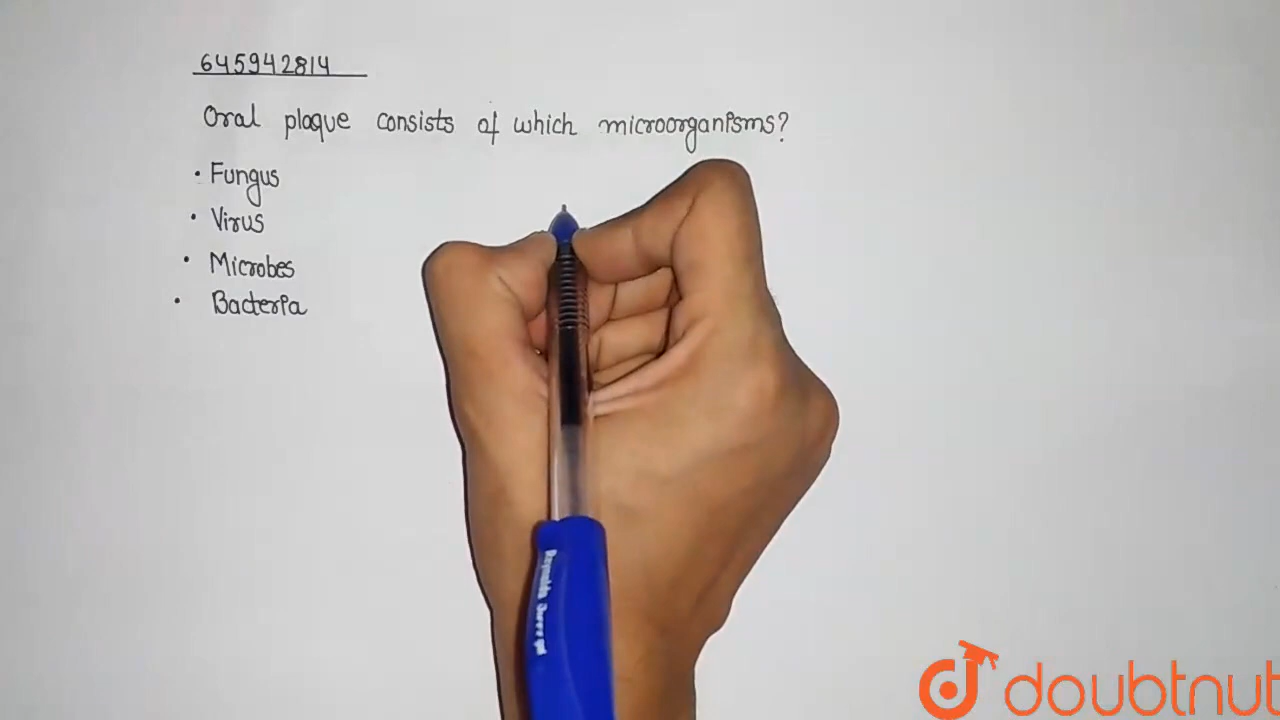 645942814
Oral plaque consists of which microorganisms?
• Fungus
• Virus
• Microbes
• Bacteria
doubtnut